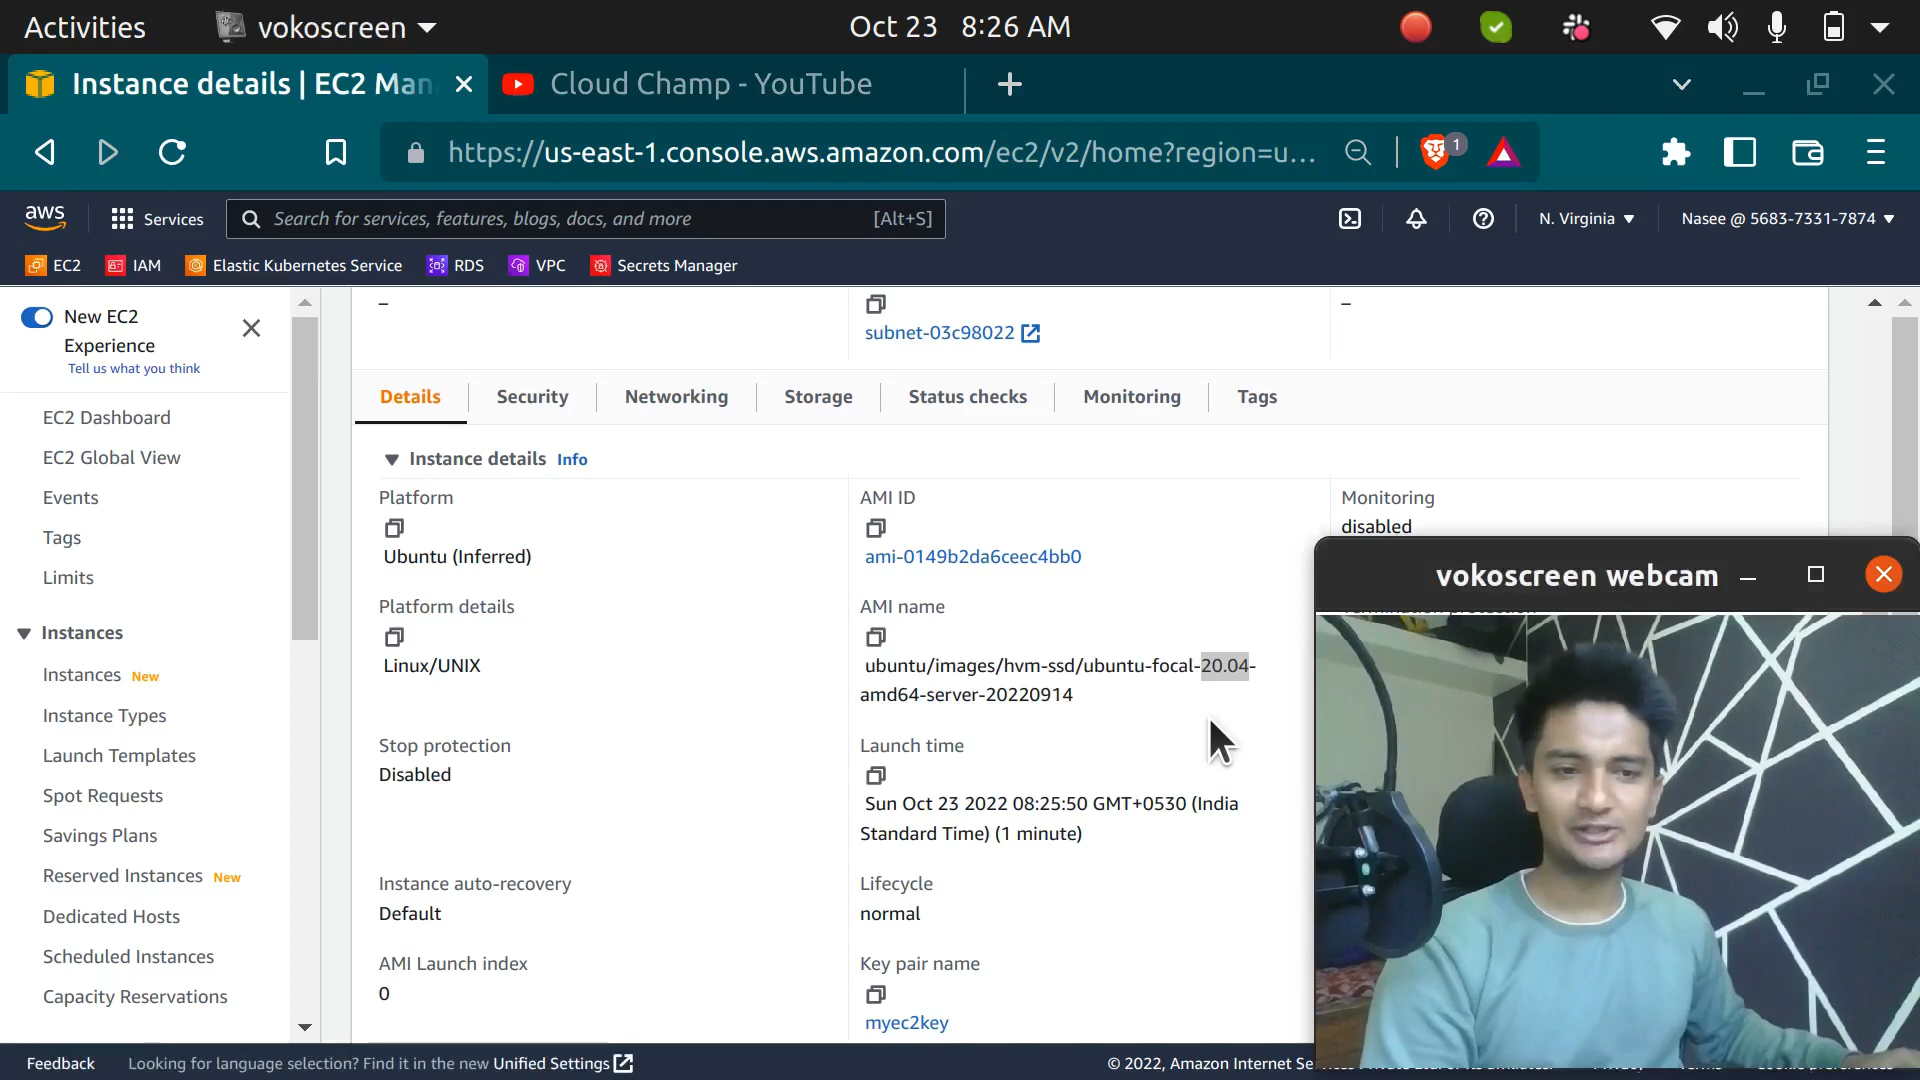 Activities
vokoscreen
Oct 23 8:26 AM
Instance details | EC2 Man
Cloud Champ - YouTube
https://us-east-1.console.aws.amazon.com/ec2/v2/home?region=u...
1
aws
Services
Search for services, features, blogs, docs, and more
[Alt+S]
N. Virginia
Nasee @ 5683-7331-7874
EC2
IAM
Elastic Kubernetes Service
RDS
VPC
Secrets Manager
New EC2
Experience
Tell us what you think
EC2 Dashboard
EC2 Global View
Events
Tags
Limits
Instances
Instances New
Instance Types
Launch Templates
Spot Requests
Savings Plans
Reserved Instances New
Dedicated Hosts
Scheduled Instances
Capacity Reservations
–
subnet-03c98022
–
Details
Security
Networking
Storage
Status checks
Monitoring
Tags
Instance details Info
Platform
Ubuntu (Inferred)
AMI ID
ami-0149b2da6ceec4bb0
Monitoring
disabled
Platform details
Linux/UNIX
AMI name
ubuntu/images/hvm-ssd/ubuntu-focal-20.04-
amd64-server-20220914
Stop protection
Disabled
Launch time
Sun Oct 23 2022 08:25:50 GMT+0530 (India
Standard Time) (1 minute)
Instance auto-recovery
Default
Lifecycle
normal
AMI Launch index
0
Key pair name
myec2key
vokoscreen webcam
Feedback
Looking for language selection? Find it in the new Unified Settings
© 2022, Amazon Internet Se